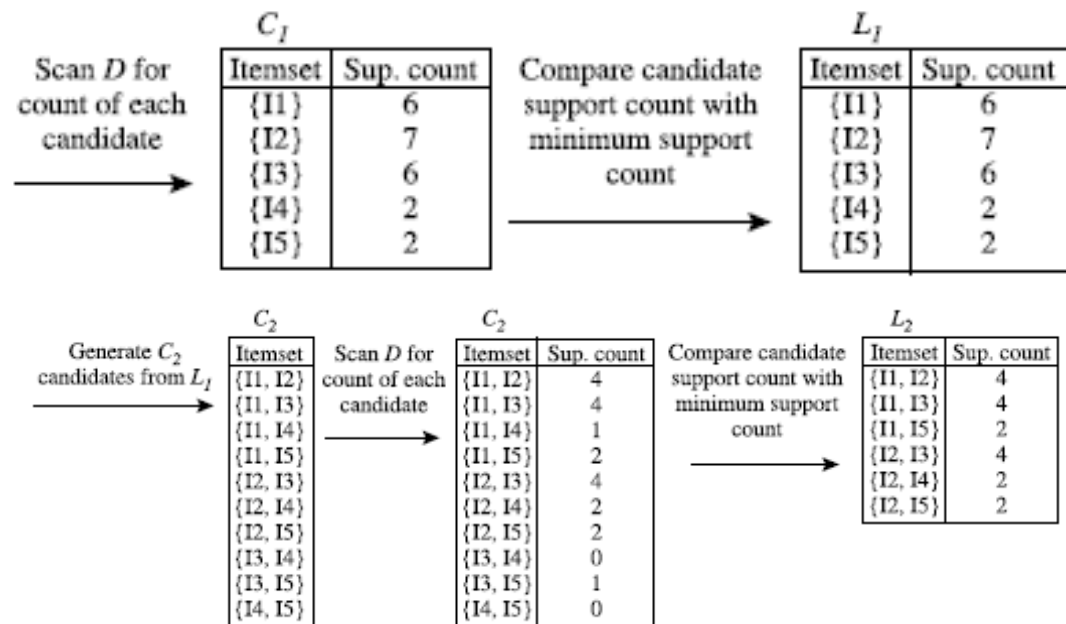 C1
L1
Scan D for
count of each
candidate
Itemset Sup. count
{I1} 6
{I2} 7
{I3} 6
{I4} 2
{I5} 2
Compare candidate
support count with
minimum support
count
Itemset Sup. count
{I1} 6
{I2} 7
{I3} 6
{I4} 2
{I5} 2
Generate C2
candidates from L1
C2
Itemset
{I1, I2}
{I1, I3}
{I1, I4}
{I1, I5}
{I2, I3}
{I2, I4}
{I2, I5}
{I3, I4}
{I3, I5}
{I4, I5}
Scan D for
count of each
candidate
C2
Itemset Sup. count
{I1, I2} 4
{I1, I3} 4
{I1, I4} 1
{I1, I5} 2
{I2, I3} 4
{I2, I4} 2
{I2, I5} 2
{I3, I4} 0
{I3, I5} 1
{I4, I5} 0
Compare candidate
support count with
minimum support
count
L2
Itemset Sup. count
{I1, I2} 4
{I1, I3} 4
{I1, I5} 2
{I2, I3} 4
{I2, I4} 2
{I2, I5} 2